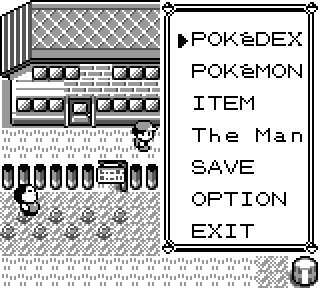 POKéDEX
POKéMON
ITEM
The Man
SAVE
OPTION
EXIT